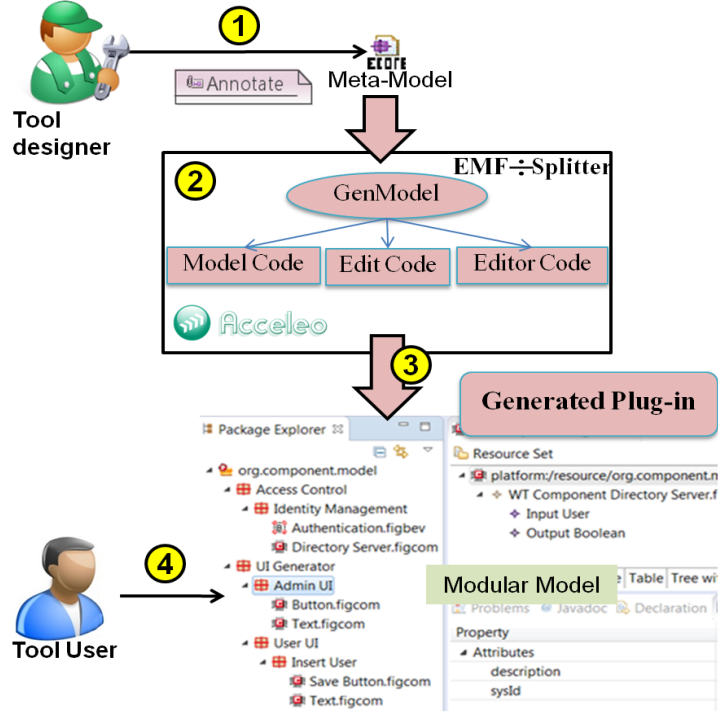 1
ECORE
Annotate
Meta-Model
Tool
designer
2
EMF÷Splitter
GenModel
Model Code
Edit Code
Editor Code
Acceleo
3
Generated Plug-in
Package Explorer
Resource Set
org.component.model
platform:/resource/org.component.m
Access Control
WT Component Directory Server.f
Identity Management
Input User
Authentication.figbev
Output Boolean
Directory Server.figcom
UI Generator
4
Admin UI
Modular Model
e Table Tree wi
Button.figcom
Problems Javadoc Declaration
Text.figcom
Property
User UI
Attributes
Tool User
Insert User
description
Save Button.figcom
sysId
Text.figcom